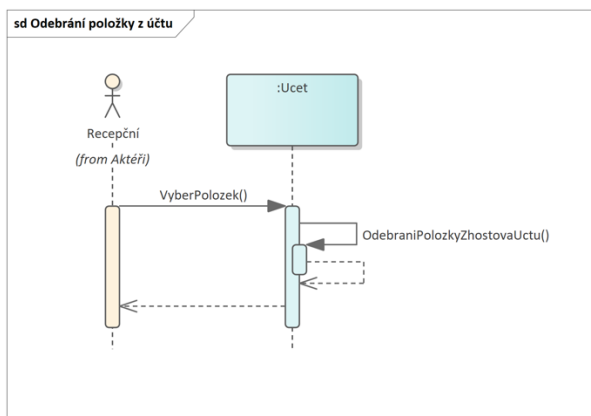 sd Odebrání položky z účtu
:Ucet
Recepční
(from Aktéři)
VyberPolozek()
OdebraniPolozkyZhostovaUctu()